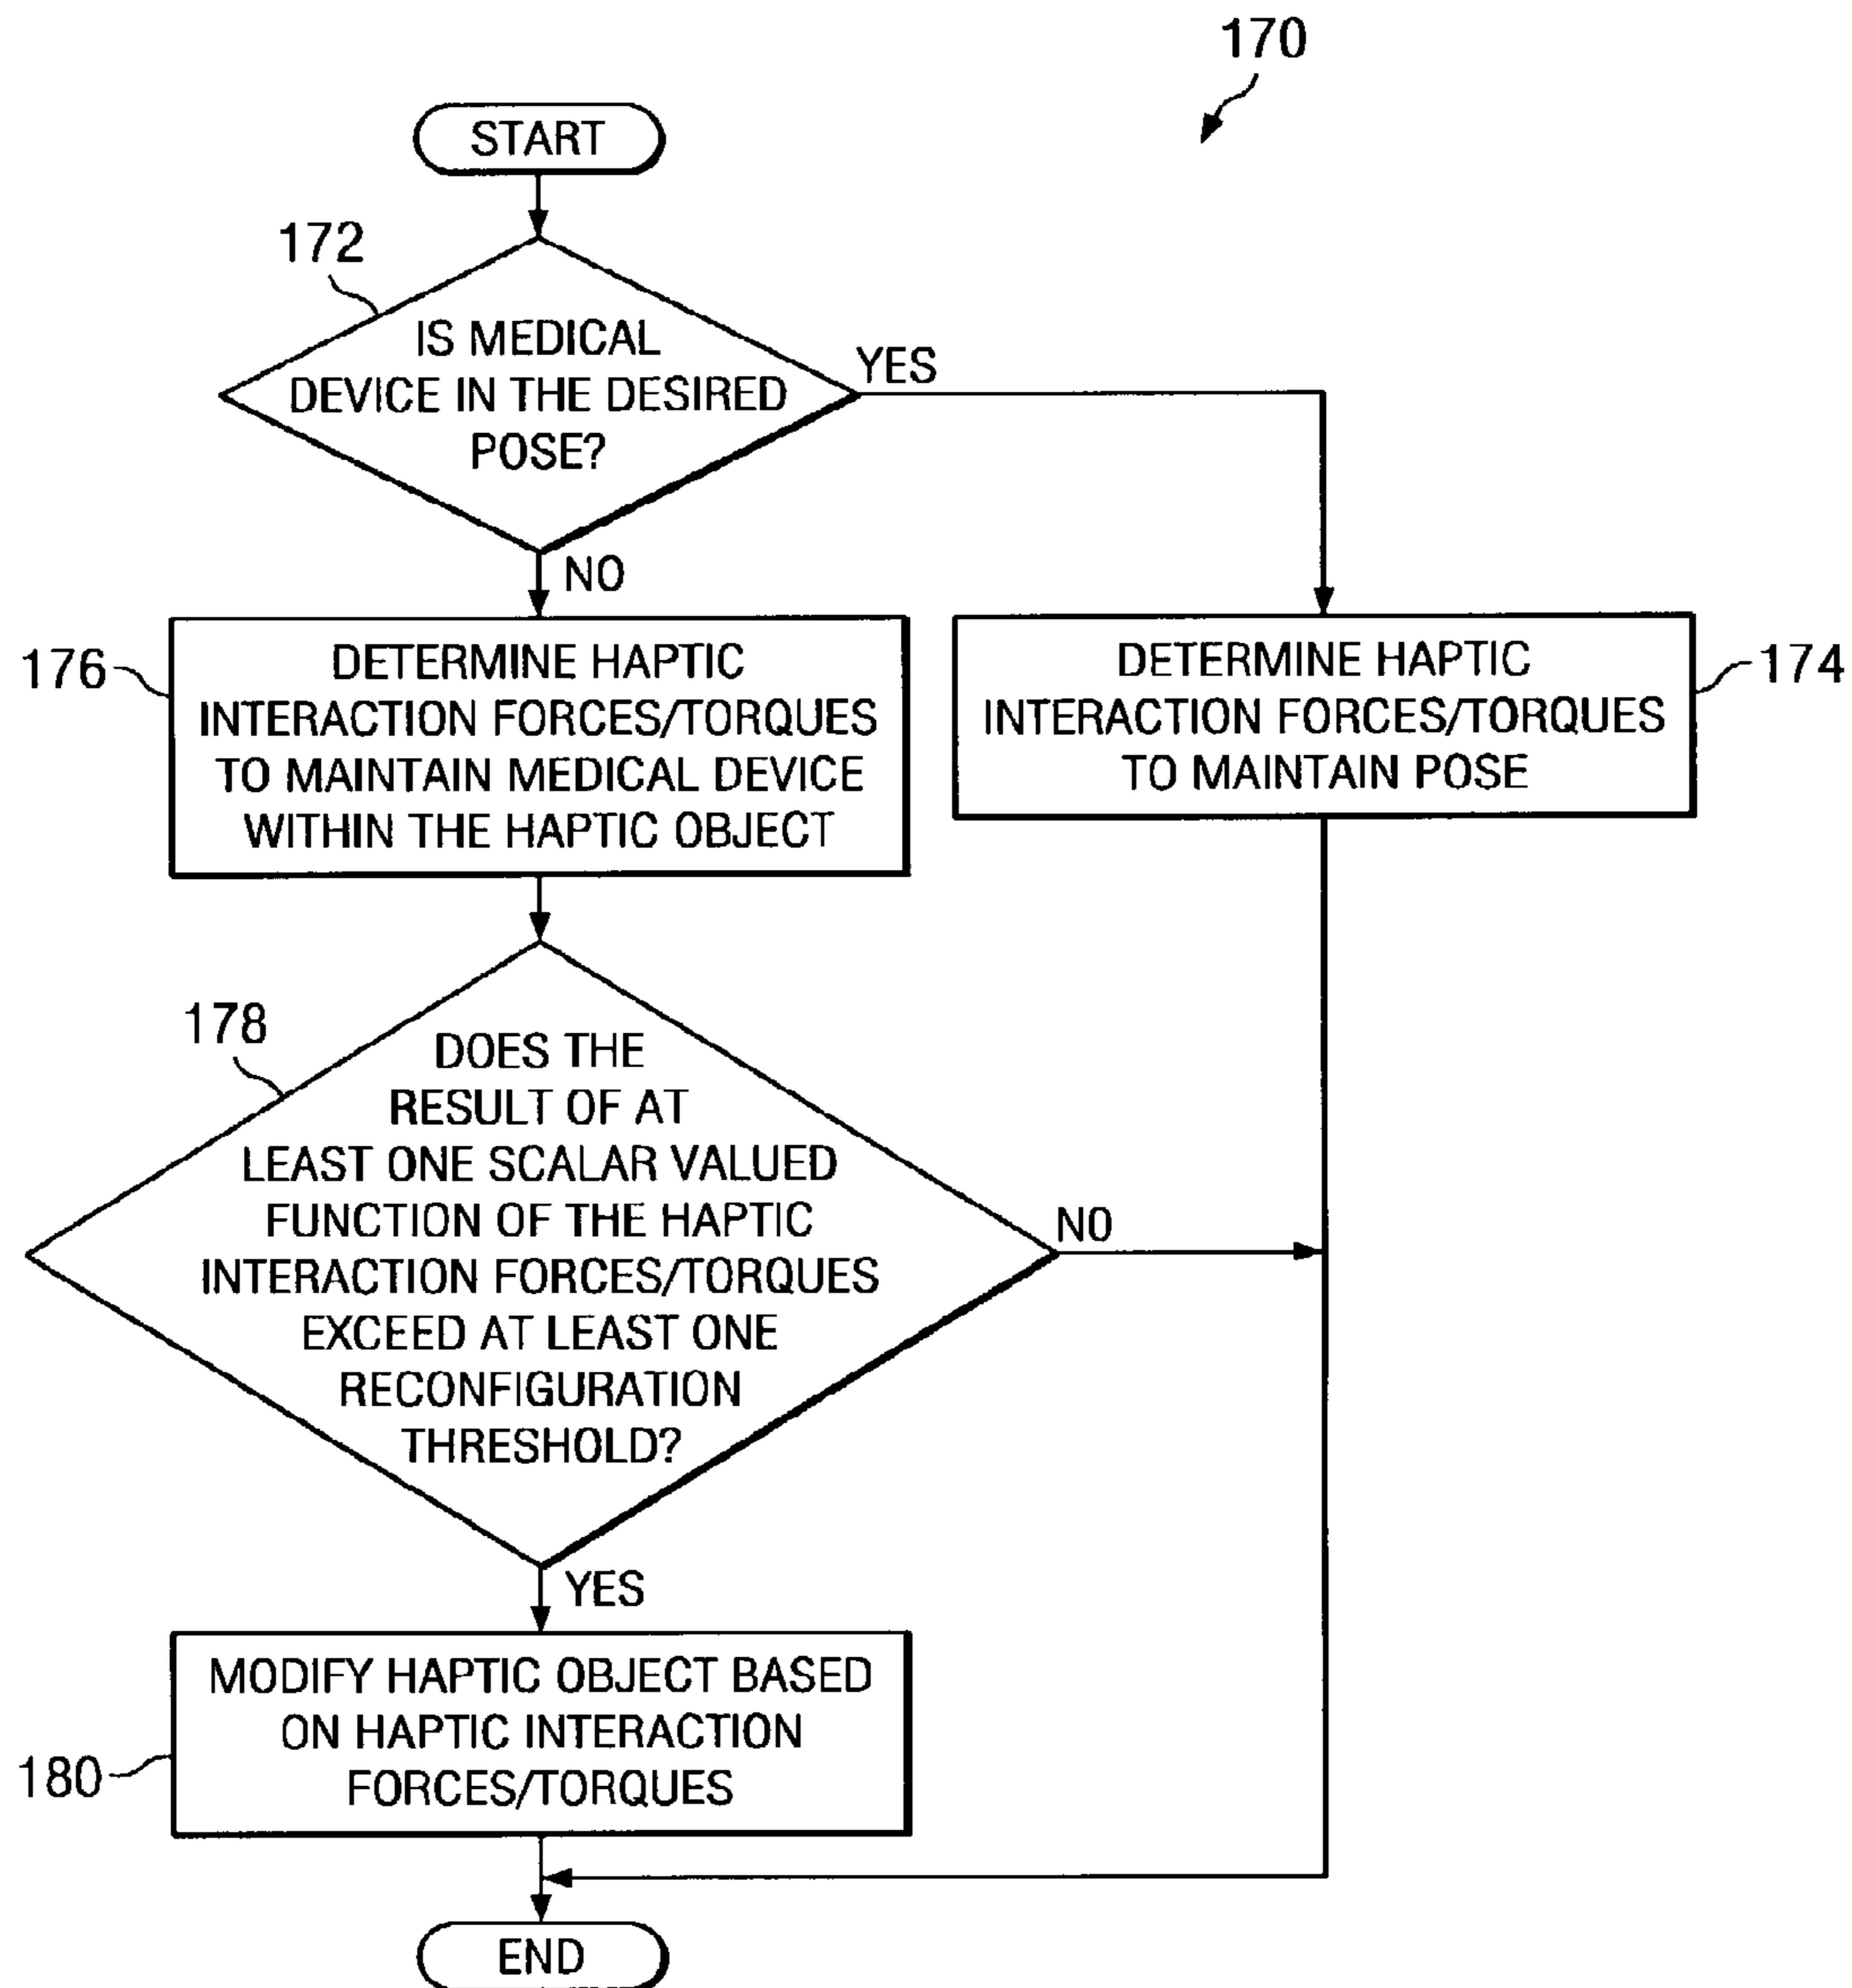 170
START
172
IS MEDICAL
DEVICE IN THE DESIRED
POSE?
YES
NO
176
DETERMINE HAPTIC
INTERACTION FORCES/TORQUES
TO MAINTAIN MEDICAL DEVICE
WITHIN THE HAPTIC OBJECT
DETERMINE HAPTIC
INTERACTION FORCES/TORQUES
TO MAINTAIN POSE
174
178
DOES THE
RESULT OF AT
LEAST ONE SCALAR VALUED
FUNCTION OF THE HAPTIC
INTERACTION FORCES/TORQUES
EXCEED AT LEAST ONE
RECONFIGURATION
THRESHOLD?
NO
YES
MODIFY HAPTIC OBJECT BASED
ON HAPTIC INTERACTION
FORCES/TORQUES
180
END